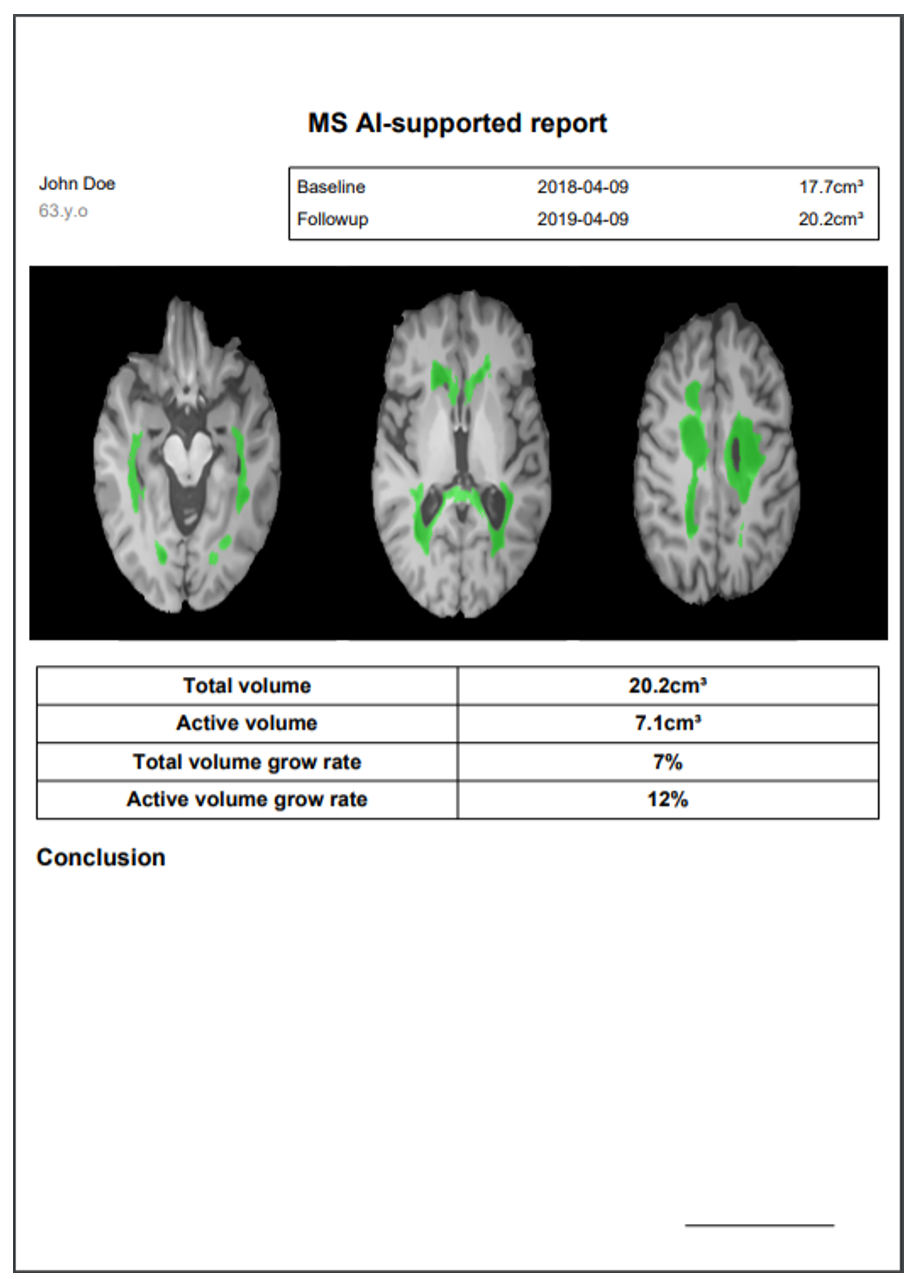 MS AI-supported report
John Doe
63.y.o
Baseline 2018-04-09 17.7cm³
Followup 2019-04-09 20.2cm³
Total volume 20.2cm³
Active volume 7.1cm³
Total volume grow rate 7%
Active volume grow rate 12%
Conclusion